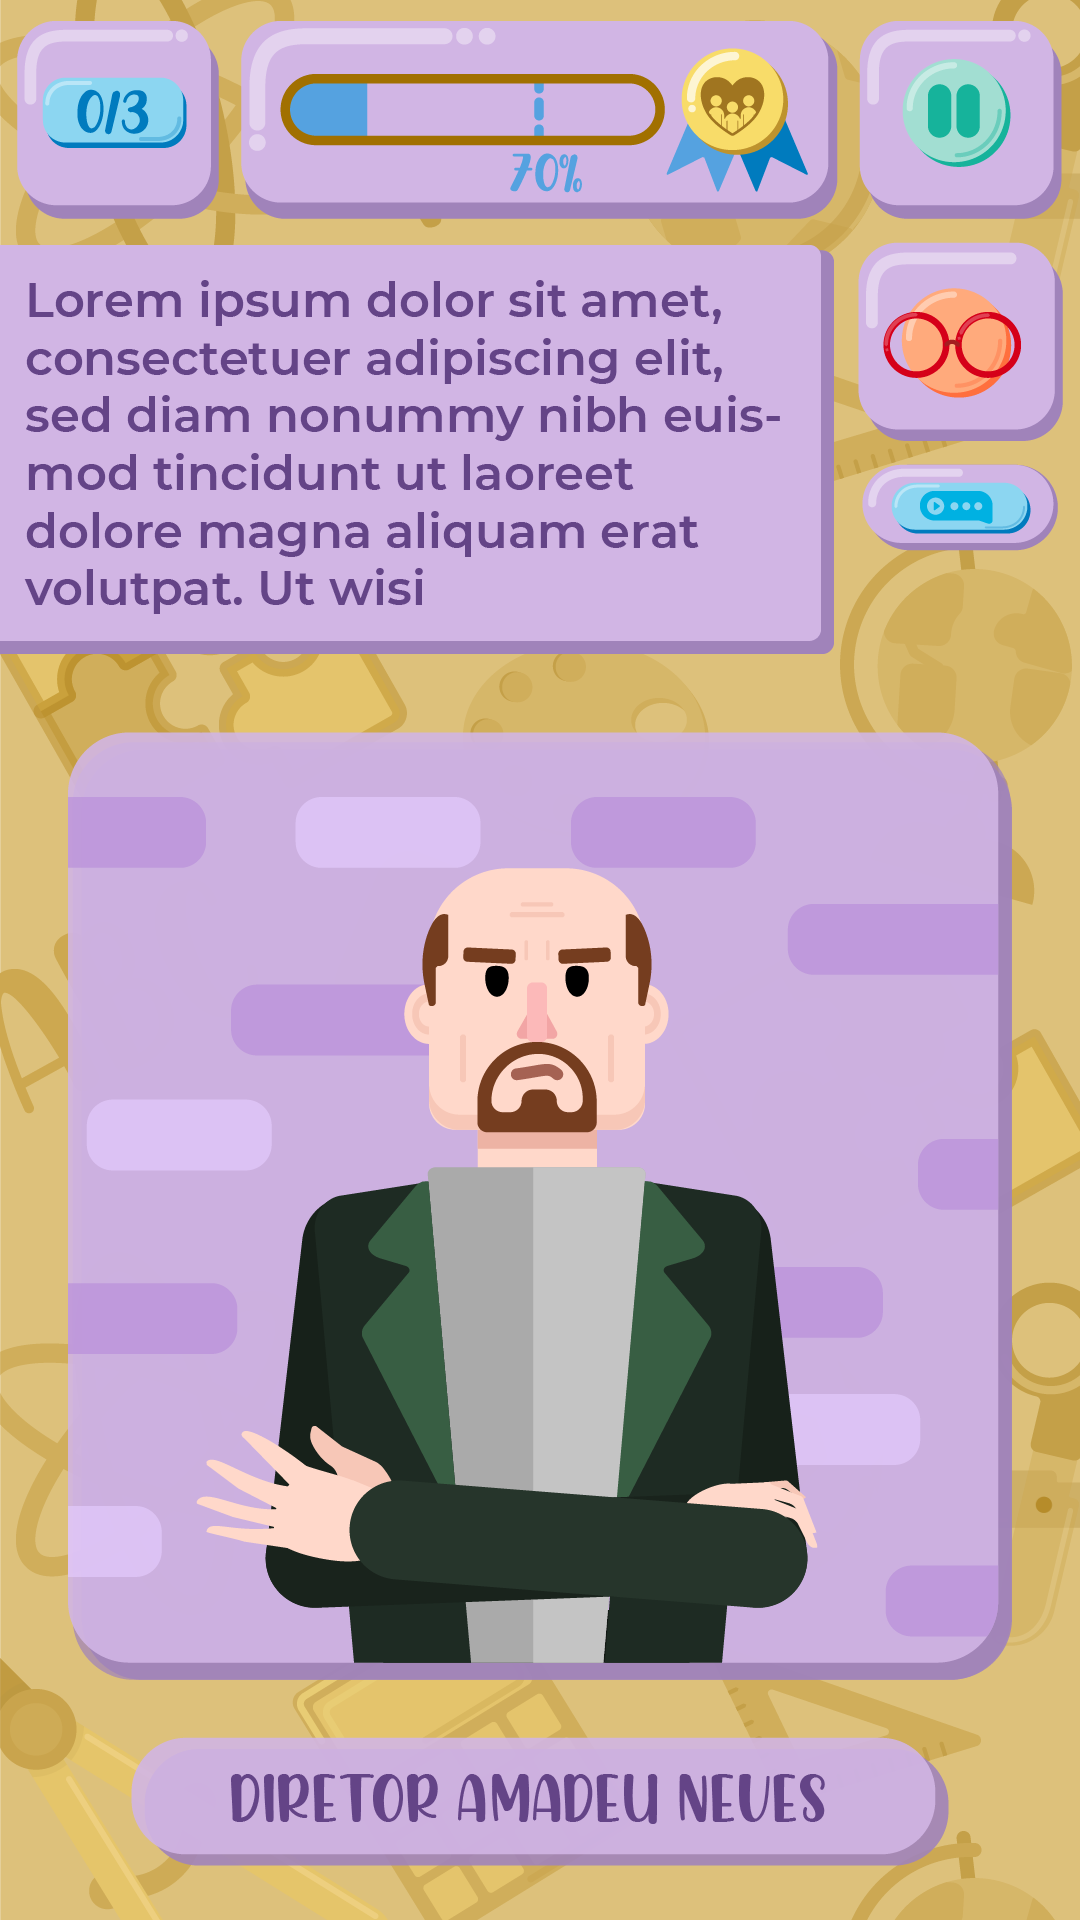 0/3
70%
Lorem ipsum dolor sit amet,
consectetuer adipiscing elit,
sed diam nonummy nibh euis-
mod tincidunt ut laoreet
dolore magna aliquam erat
volutpat. Ut wisi
DIRETOR AMADEU NEVES